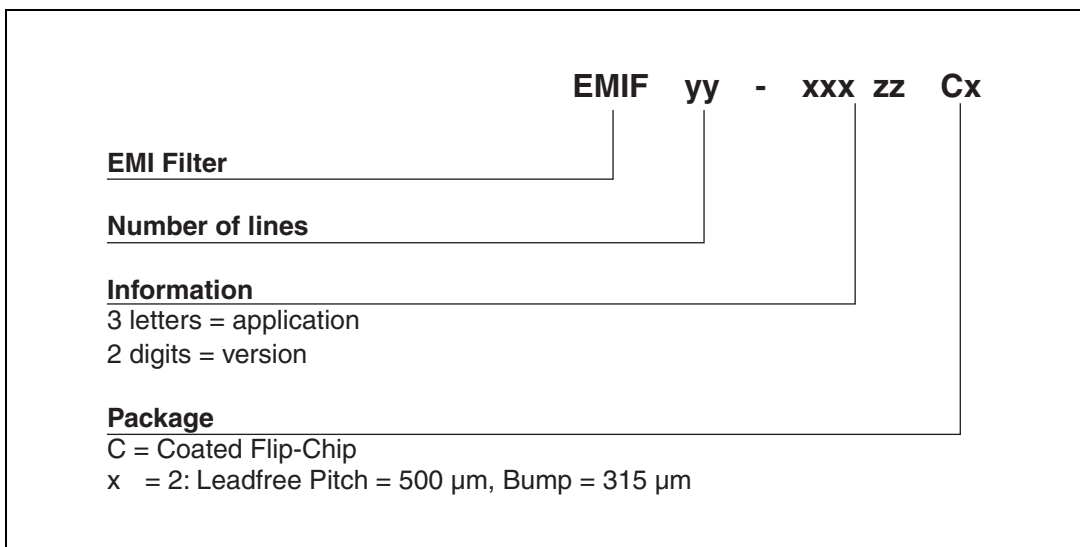 EMIF yy - xxx zz Cx
EMI Filter
Number of lines
Information
3 letters = application
2 digits = version
Package
C = Coated Flip-Chip
x = 2: Leadfree Pitch = 500 µm, Bump = 315 µm